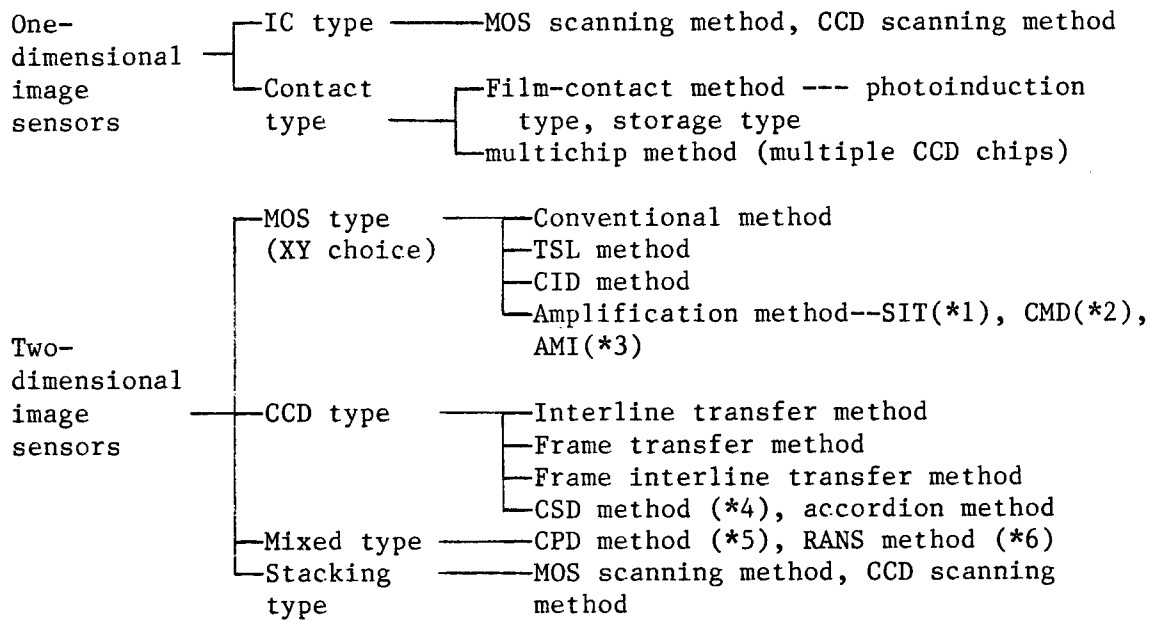 One-
dimensional
image
sensors
IC type
MOS scanning method, CCD scanning method
Contact
type
Film-contact method --- photoinduction
type, storage type
multichip method (multiple CCD chips)
Two-
dimensional
image
sensors
MOS type
(XY choice)
Conventional method
TSL method
CID method
Amplification method--SIT(*1), CMD(*2),
AMI(*3)
CCD type
Interline transfer method
Frame transfer method
Frame interline transfer method
CSD method (*4), accordion method
Mixed type
CPD method (*5), RANS method (*6)
Stacking
type
MOS scanning method, CCD scanning
method